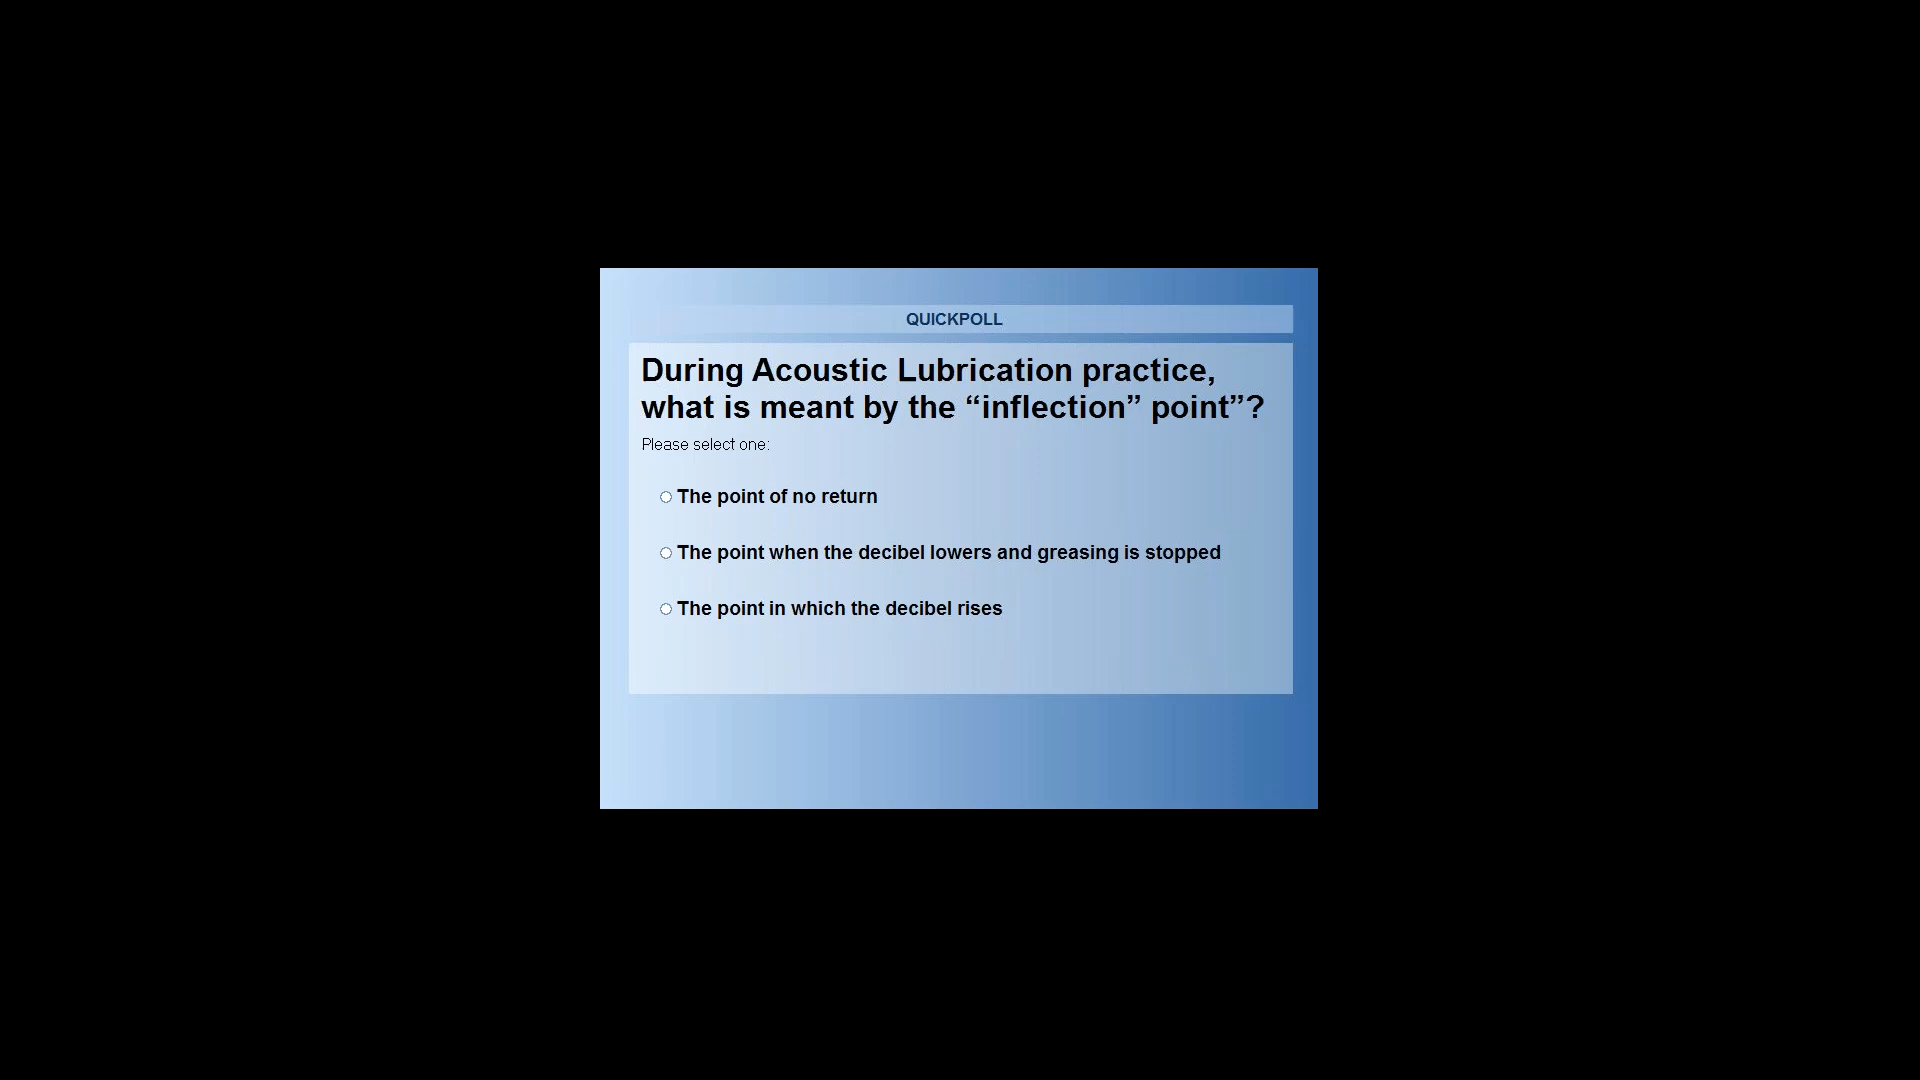 QUICKPOLL
During Acoustic Lubrication practice,
what is meant by the “inflection” point”?
Please select one:
The point of no return
The point when the decibel lowers and greasing is stopped
The point in which the decibel rises